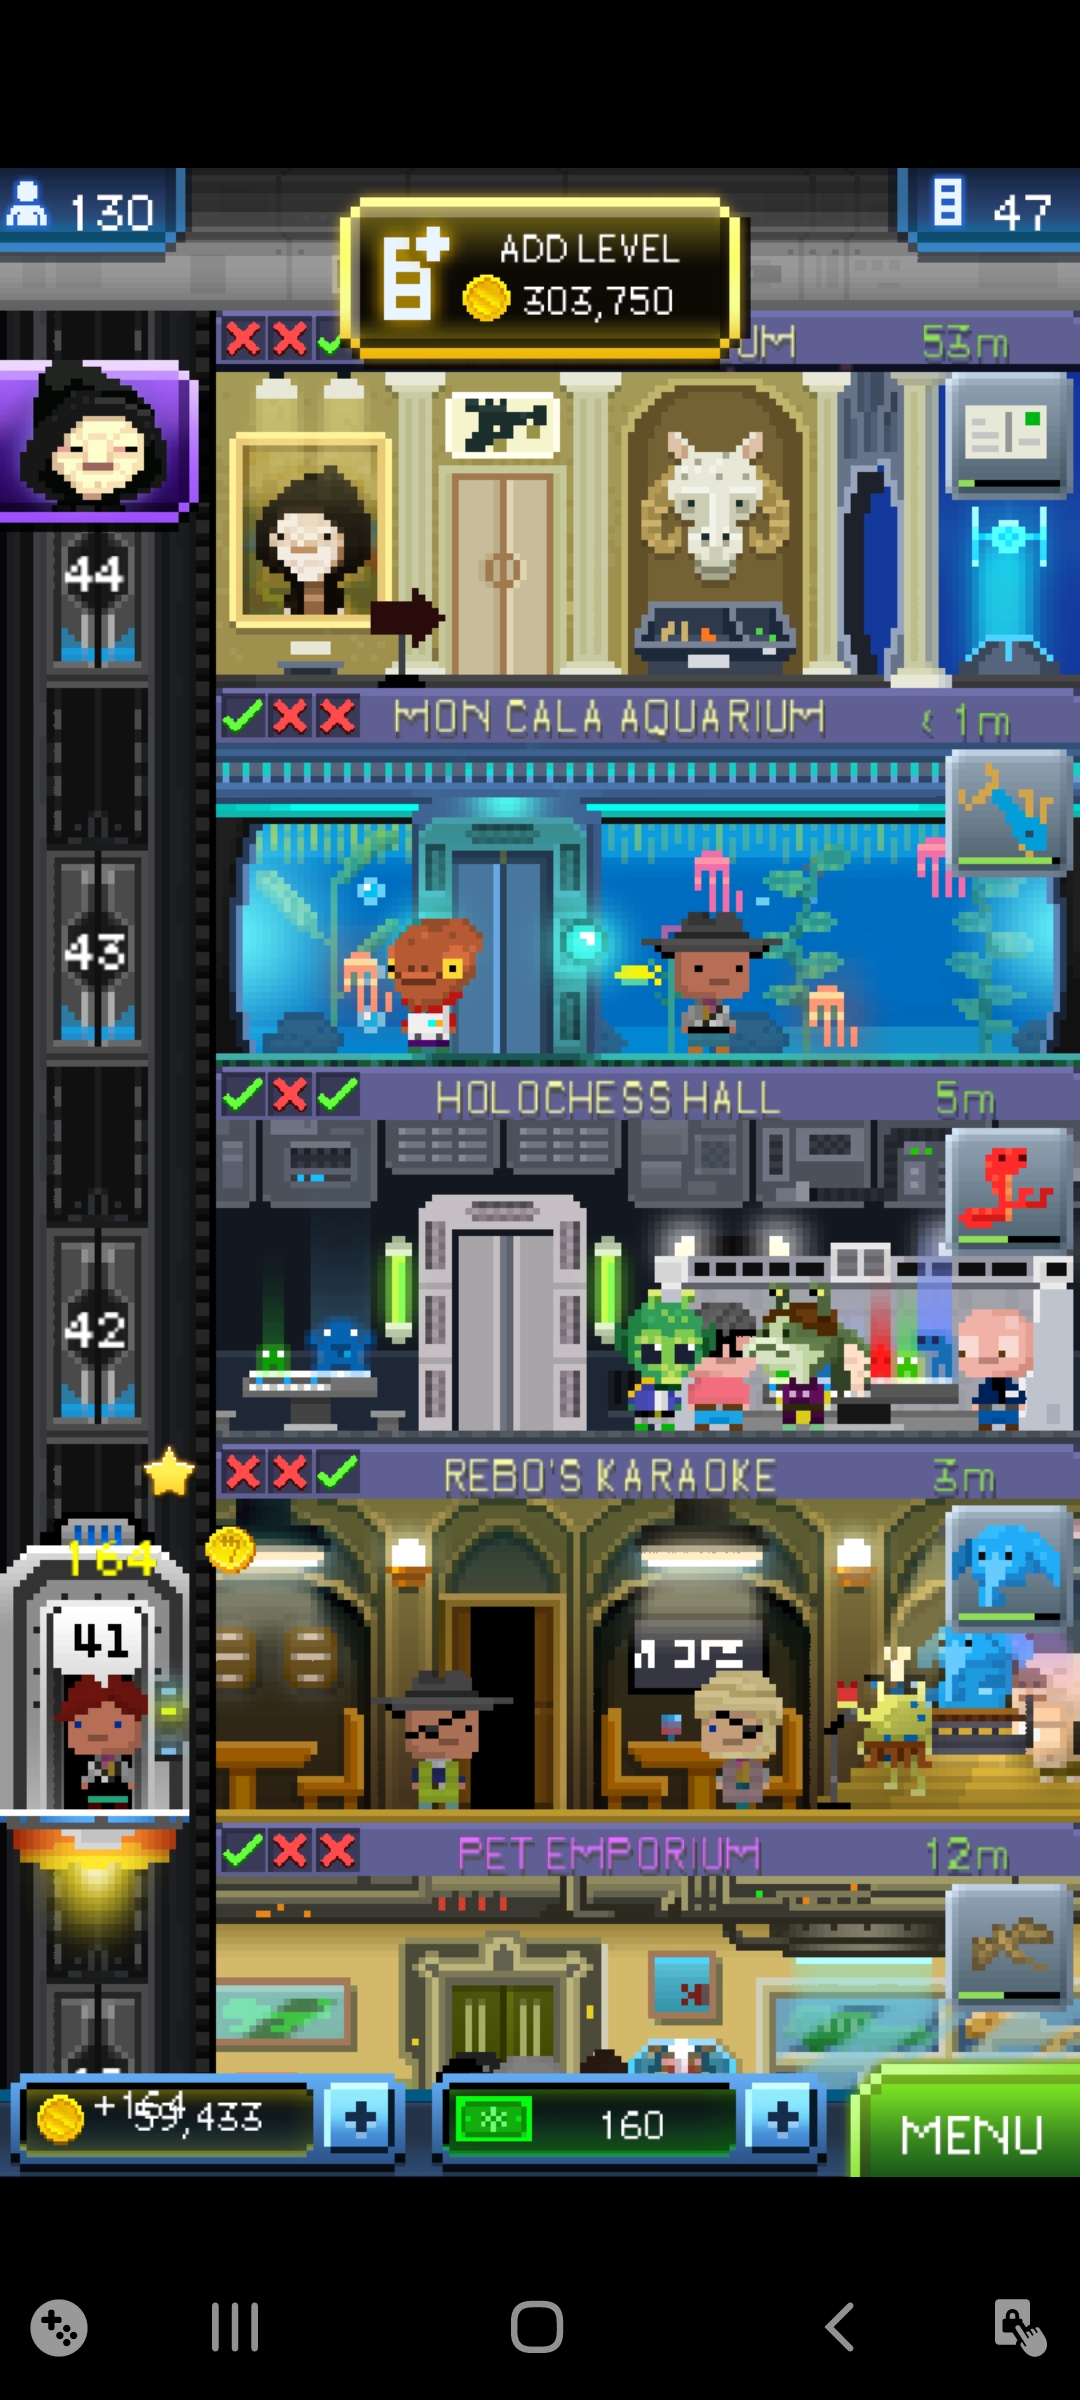 130
47
ADD LEVEL
303,750
UM 53m
44
MON CALA AQUARIUM < 1m
43
HOLOCHESS HALL 5m
42
REBO'S KARAOKE 3m
164
41
PET EMPORIUM 12m
+164
59,433
160
MENU